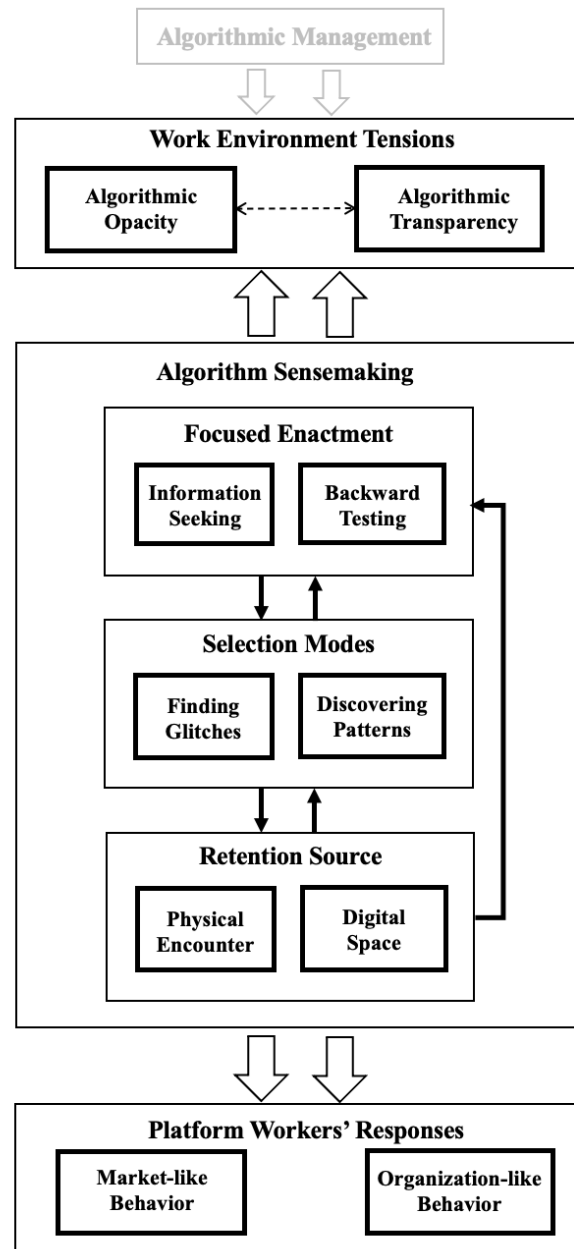 Algorithmic Management
Work Environment Tensions
Algorithmic
Opacity
Algorithmic
Transparency
Algorithm Sensemaking
Focused Enactment
Information
Seeking
Backward
Testing
Selection Modes
Finding
Glitches
Discovering
Patterns
Retention Source
Physical
Encounter
Digital
Space
Platform Workers’ Responses
Market-like
Behavior
Organization-like
Behavior